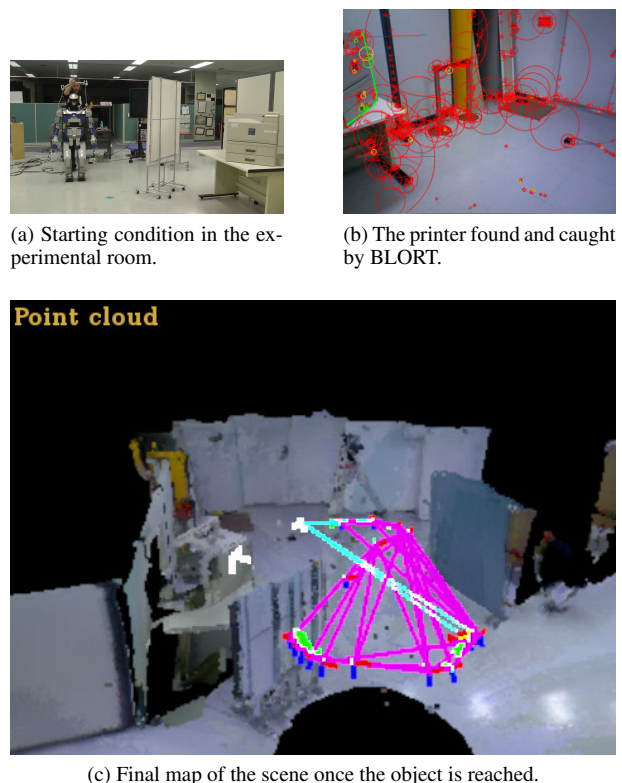 (a) Starting condition in the ex-
perimental room.
(b) The printer found and caught
by BLORT.
Point cloud
(c) Final map of the scene once the object is reached.